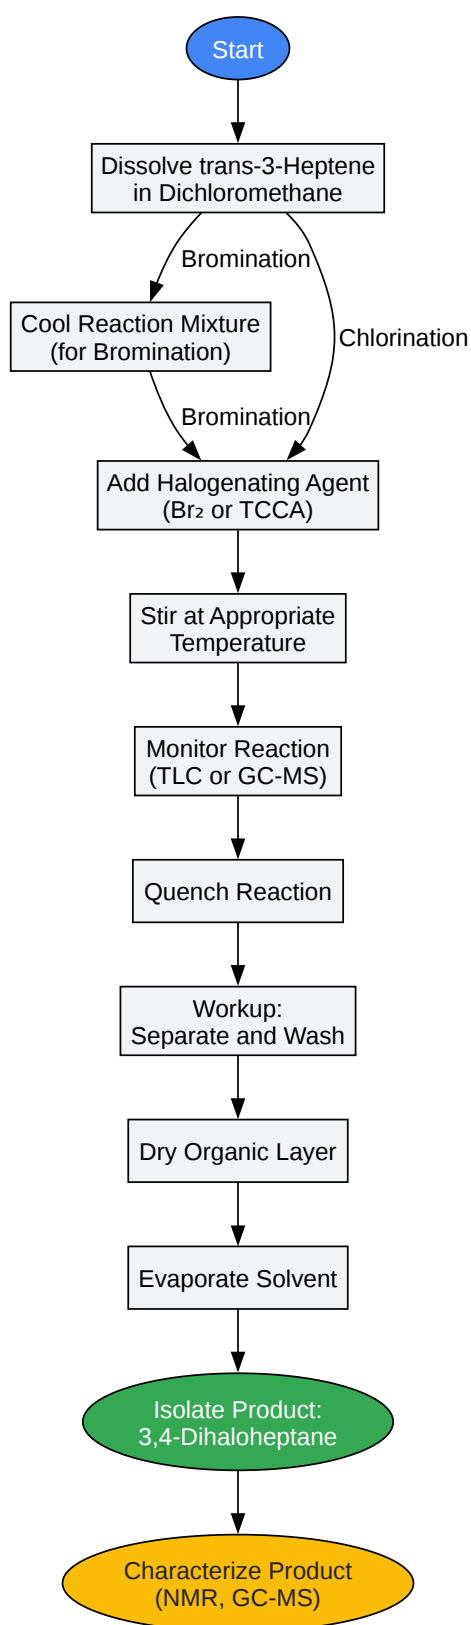 Start
Dissolve trans-3-Heptene
in Dichloromethane
Bromination
Cool Reaction Mixture
(for Bromination)
Chlorination
Bromination
Add Halogenating Agent
(Br₂ or TCCA)
Stir at Appropriate
Temperature
Monitor Reaction
(TLC or GC-MS)
Quench Reaction
Workup:
Separate and Wash
Dry Organic Layer
Evaporate Solvent
Isolate Product:
3,4-Dihaloheptane
Characterize Product
(NMR, GC-MS)